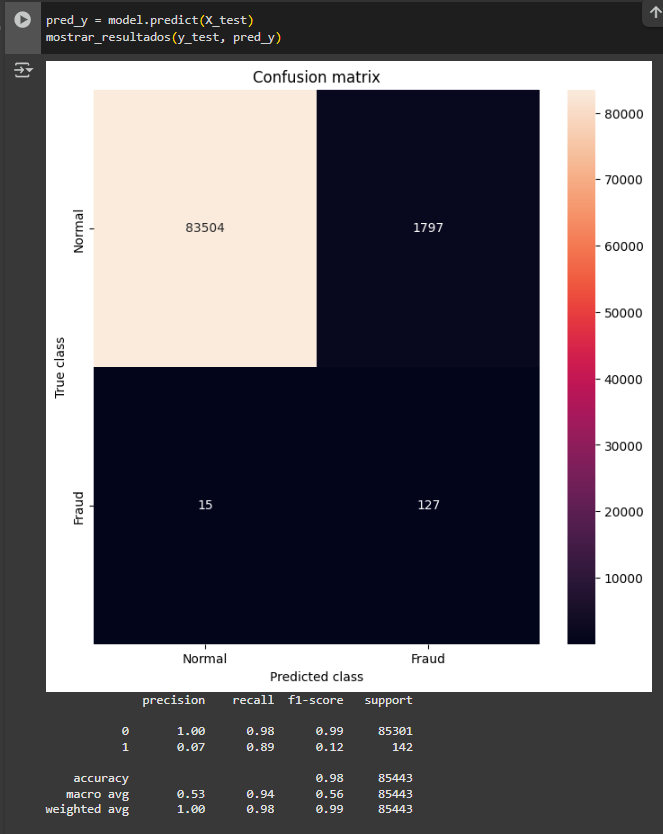 pred_y = model.predict(X_test)
mostrar_resultados(y_test, pred_y)
Confusion matrix
True class
Normal
Fraud
83504 1797
15 127
Normal Fraud
Predicted class
80000
70000
60000
50000
40000
30000
20000
10000
precision recall f1-score support
0 1.00 0.98 0.99 85301
1 0.07 0.89 0.12 142
accuracy 0.98 85443
macro avg 0.53 0.94 0.56 85443
weighted avg 1.00 0.98 0.99 85443